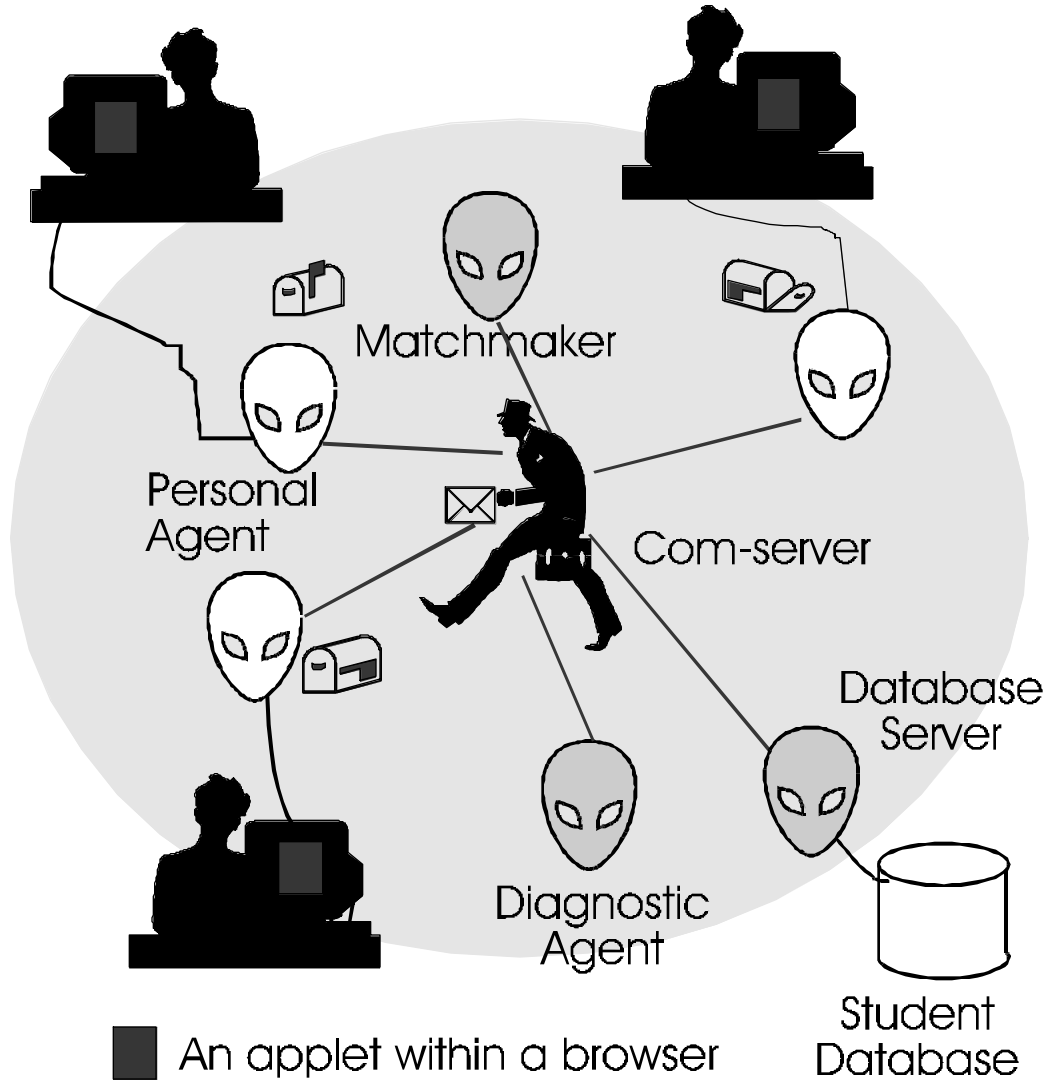 Matchmaker
Personal
Agent
Com-server
Database
Server
Diagnostic
Agent
Student
Database
An applet within a browser